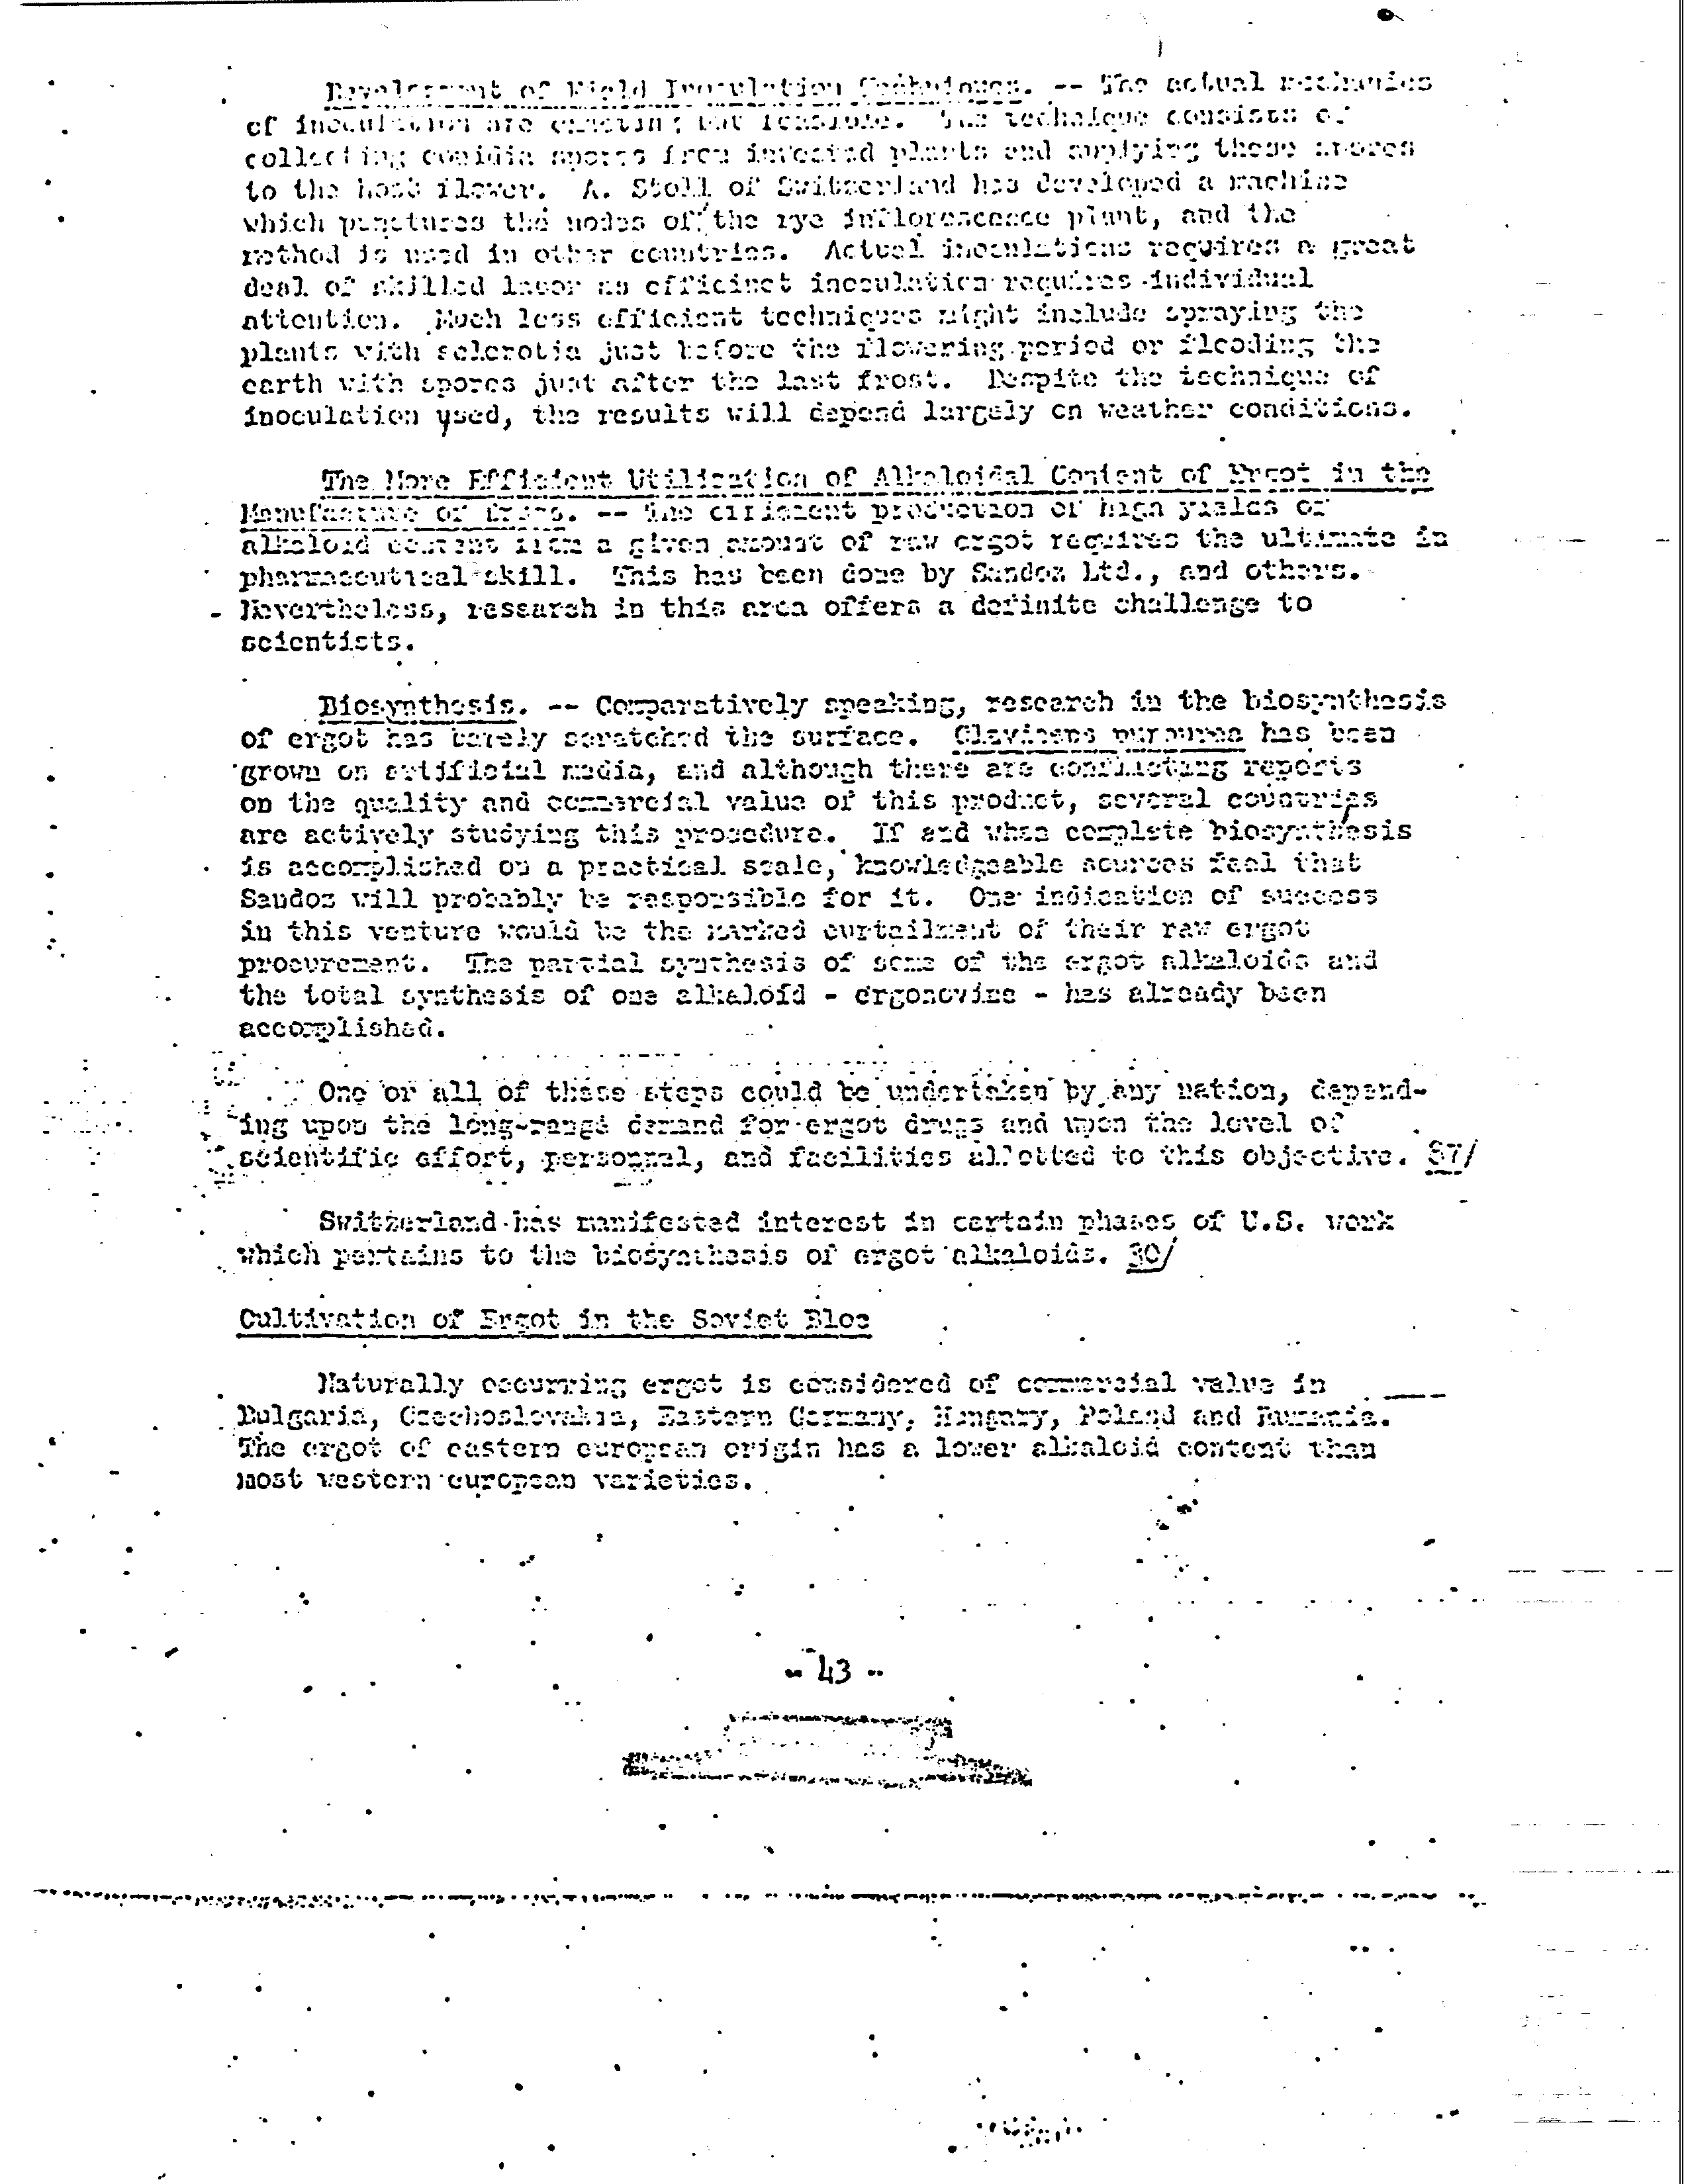 Development of Field Inoculation Techniques. -- The actual mechanics
of inoculation are exacting but feasible. The technique consists of
collecting conidia spores from infected plants and applying these spores
to the host flower. A. Stoll of Switzerland has developed a machine
which punctures the nodes of the rye inflorescence plant, and the
method is used in other countries. Actual inoculations requires a great
deal of skilled labor as efficinet inoculation requires individual
attention. Much less efficient techniques might include spraying the
plants with sclerotia just before the flowering period or flooding the
earth with spores just after the last frost. Despite the technique of
inoculation used, the results will depend largely on weather conditions.
The More Efficient Utilization of Alkaloidal Content of Ergot in the
Manufacture of Drugs. -- The efficient production of high yields of
alkaloid content from a given amount of raw ergot requires the ultimate in
pharmaceutical skill. This has been done by Sandoz Ltd., and others.
Nevertheless, research in this area offers a definite challenge to
scientists.
Biosynthesis. -- Comparatively speaking, research in the biosynthesis
of ergot has barely scratched the surface. Claviceps purpurea has been
grown on artificial media, and although there are conflicting reports
on the quality and commercial value of this product, several countries
are actively studying this procedure. If and when complete biosynthesis
is accomplished on a practical scale, knowledgeable sources feel that
Sandoz will probably be responsible for it. One indication of success
in this venture would be the marked curtailment of their raw ergot
procurement. The partial synthesis of some of the ergot alkaloids and
the total synthesis of one alkaloid - ergonovine - has already been
accomplished.
One or all of these steps could be undertaken by any nation, depend-
ing upon the long-range demand for ergot drugs and upon the level of
scientific effort, personnal, and facilities allotted to this objective. 87/
Switzerland has manifested interest in certain phases of U.S. work
which pertains to the biosynthesis of ergot alkaloids. 30/
Cultivation of Ergot in the Soviet Bloc
Naturally occurring ergot is considered of commercial value in
Bulgaria, Czechoslovakia, Eastern Germany, Hungary, Poland and Rumania.
The ergot of eastern european origin has a lower alkaloid content than
most western european varieties.
- 43 -